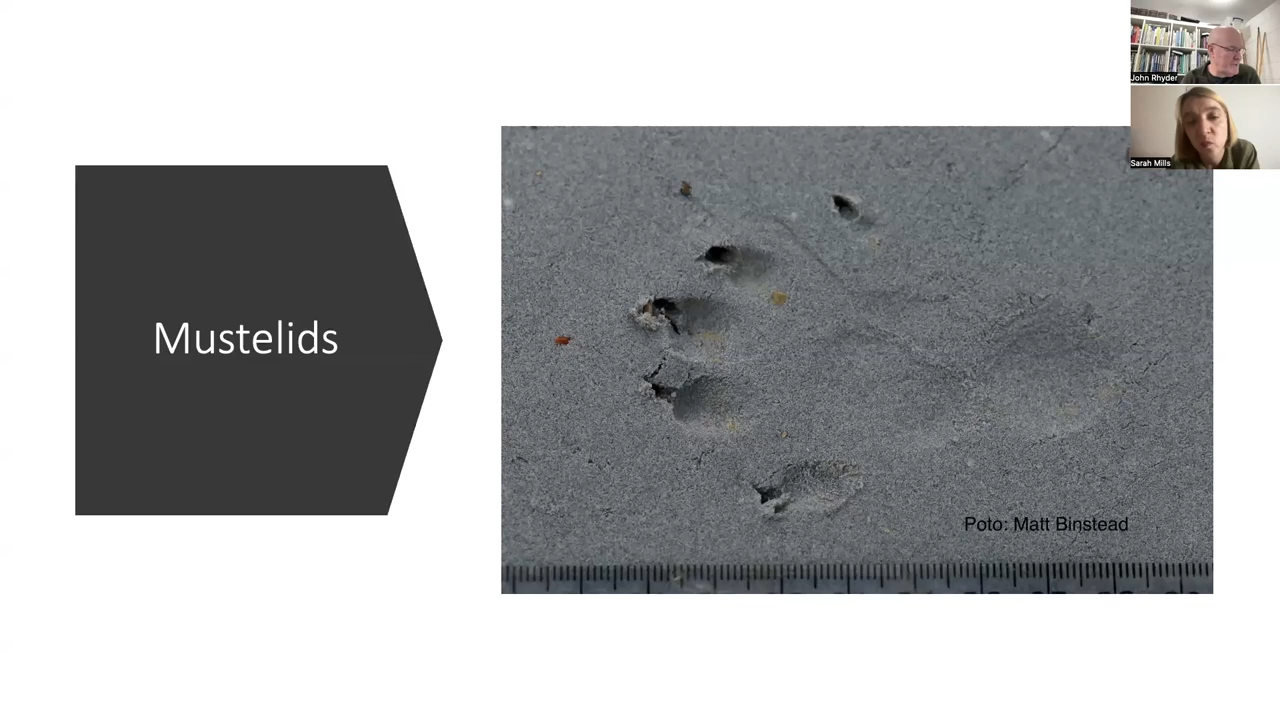 John Rhyder
Sarah Mills
Mustelids
Poto: Matt Binstead